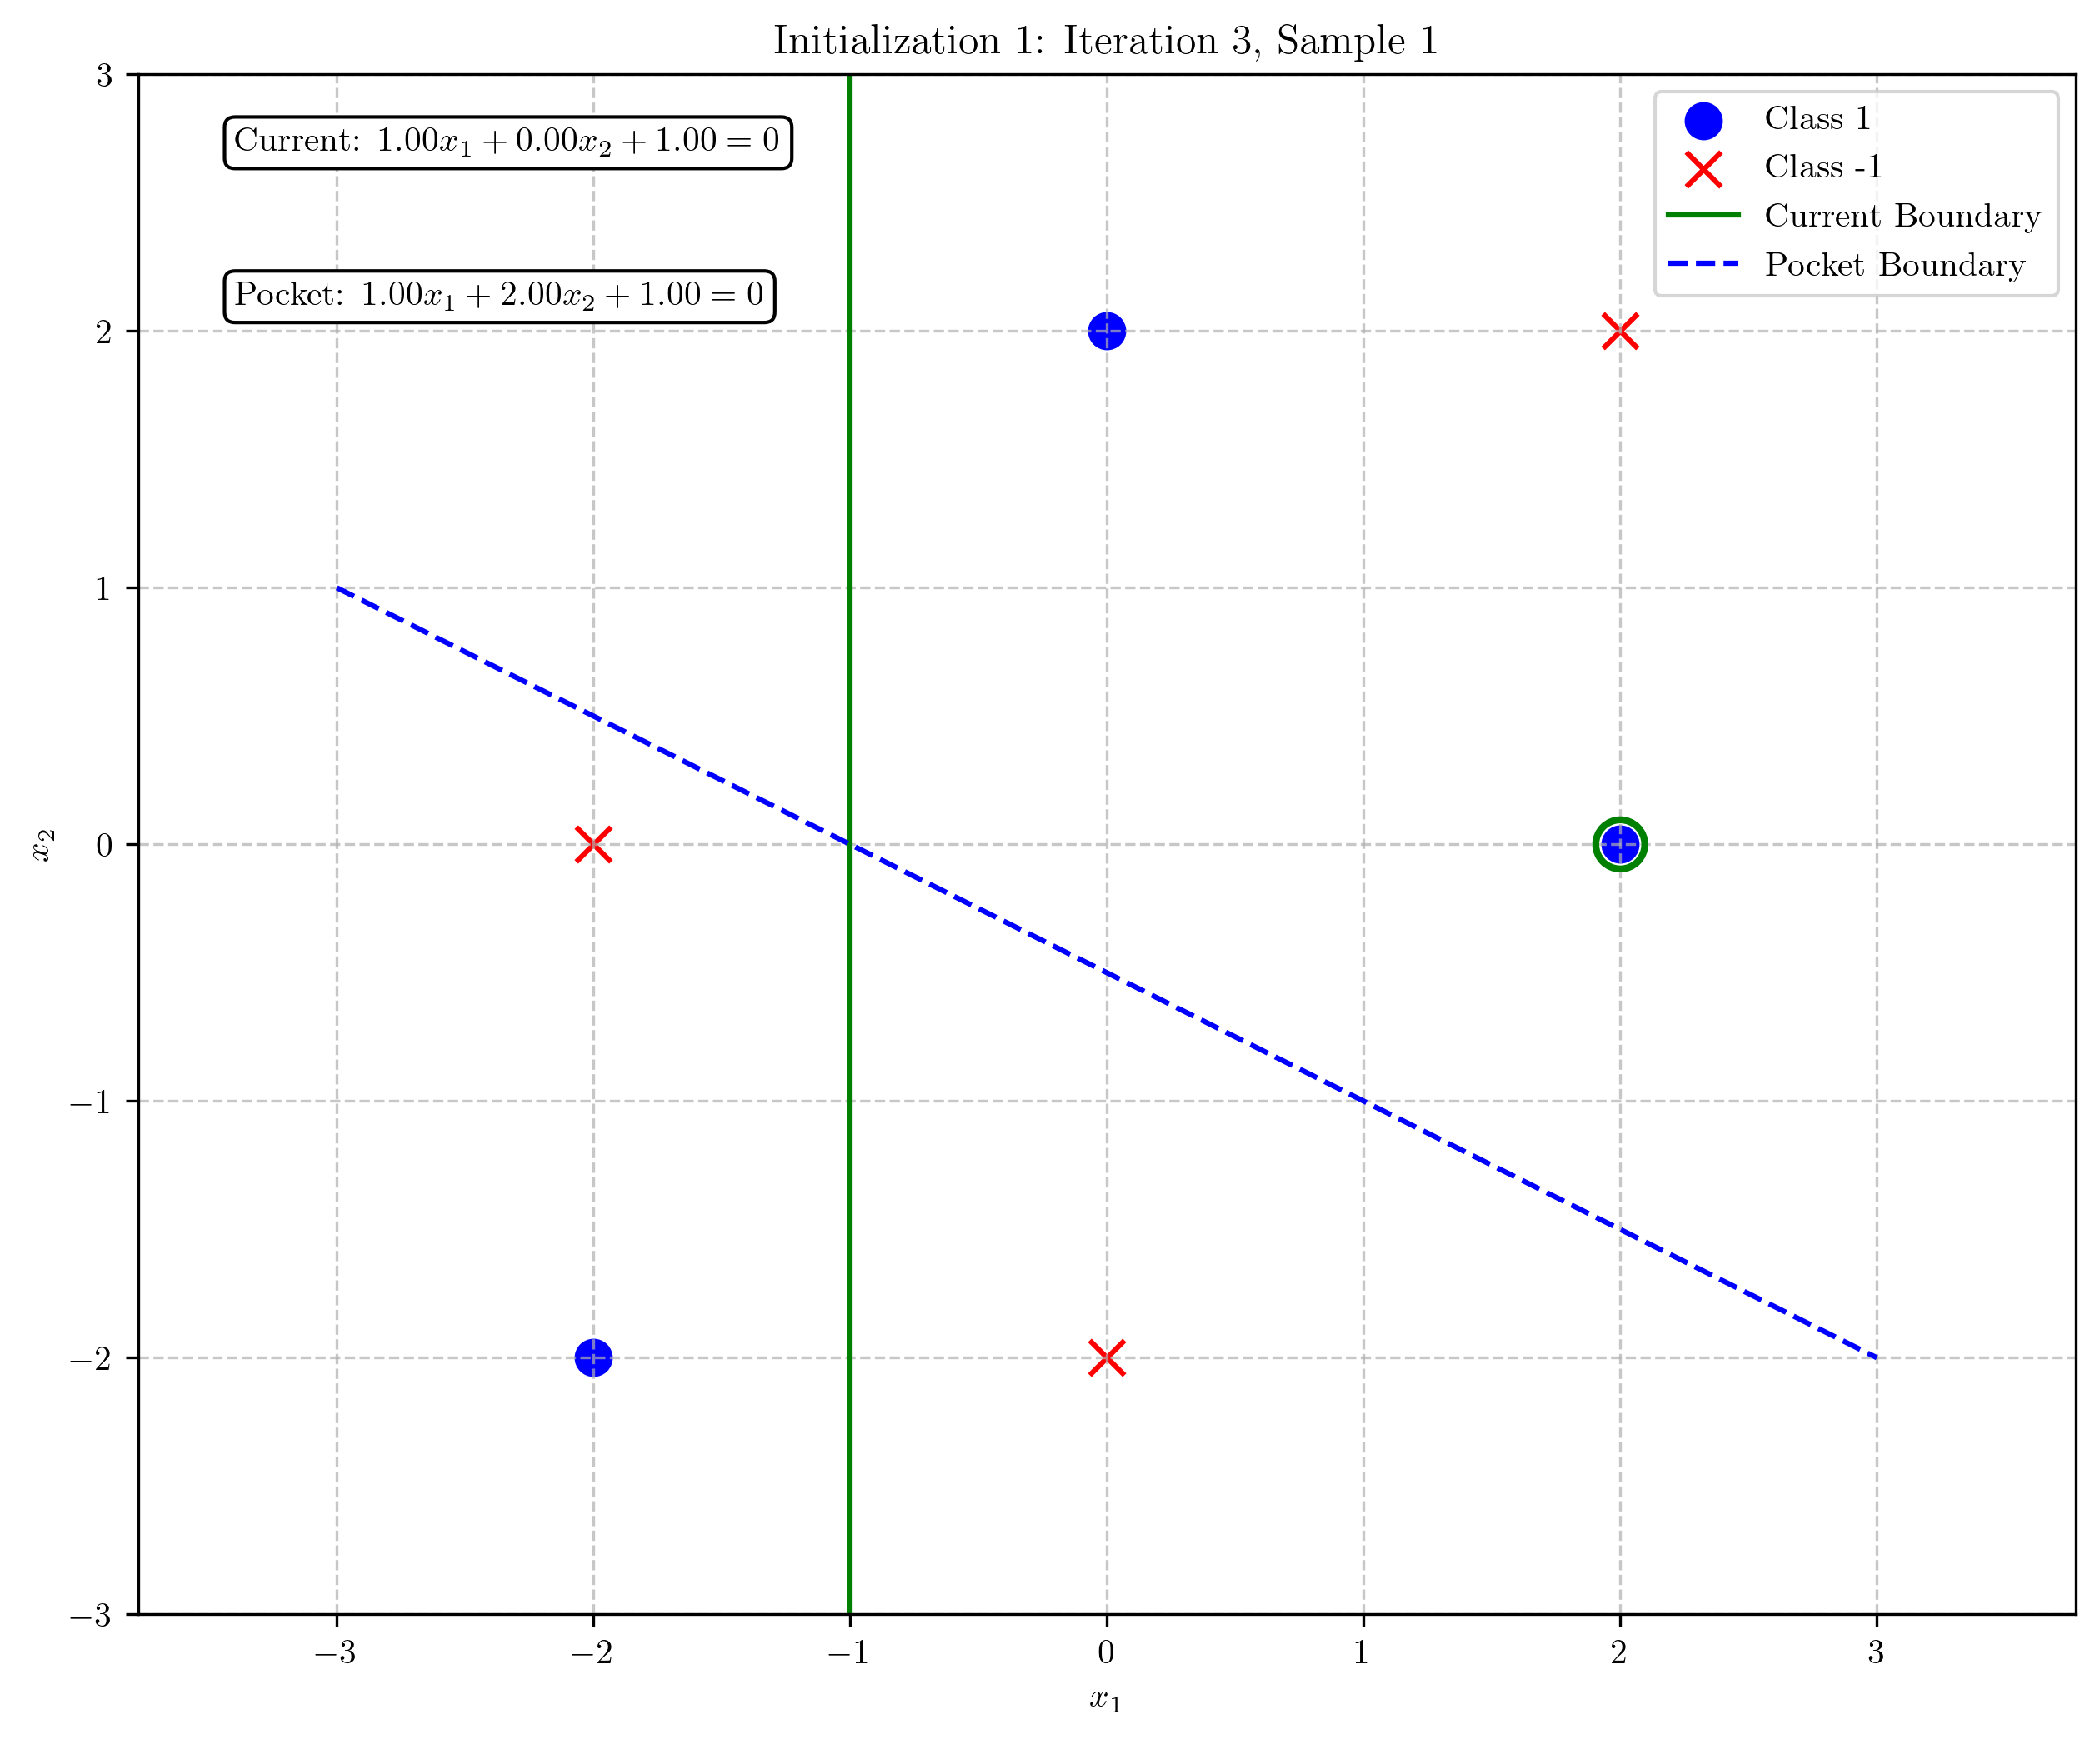 Initialization 1: Iteration 3, Sample 1
Current: 1.00x₁ + 0.00x₂ + 1.00 = 0
Pocket: 1.00x₁ + 2.00x₂ + 1.00 = 0
Class 1
Class -1
Current Boundary
Pocket Boundary
3
2
1
0
−1
−2
−3
x₂
−3 −2 −1 0 1 2 3
x₁